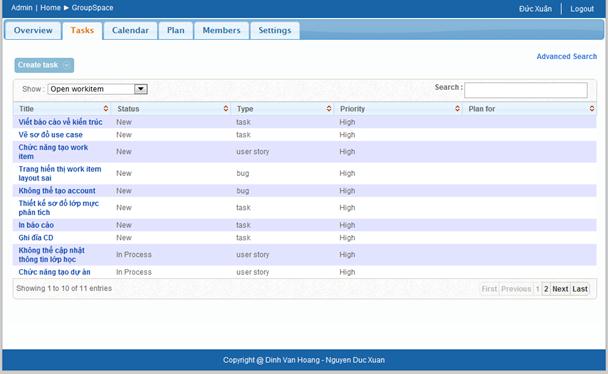 Admin | Home ► GroupSpace Đức Xuân | Logout
Overview Tasks Calendar Plan Members Settings
Advanced Search
Create task
Show : Open workitem Search :
Title Status Type Priority Plan for
Viết báo cào về kiến trúc New task High
Vẽ sơ đồ use case New task High
Chức năng tạo work
item New user story High
Trang hiển thị work item
layout sai New bug High
Không thể tạo account New bug High
Thiết kế sơ đồ lớp mực
phân tích New task High
In báo cáo New task High
Ghi đĩa CD New task High
Không thể cập nhật
thông tin lớp học In Process user story High
Chức năng tạo dự án In Process user story High
Showing 1 to 10 of 11 entries First Previous 1 2 Next Last
Copyright @ Dinh Van Hoang - Nguyen Duc Xuan